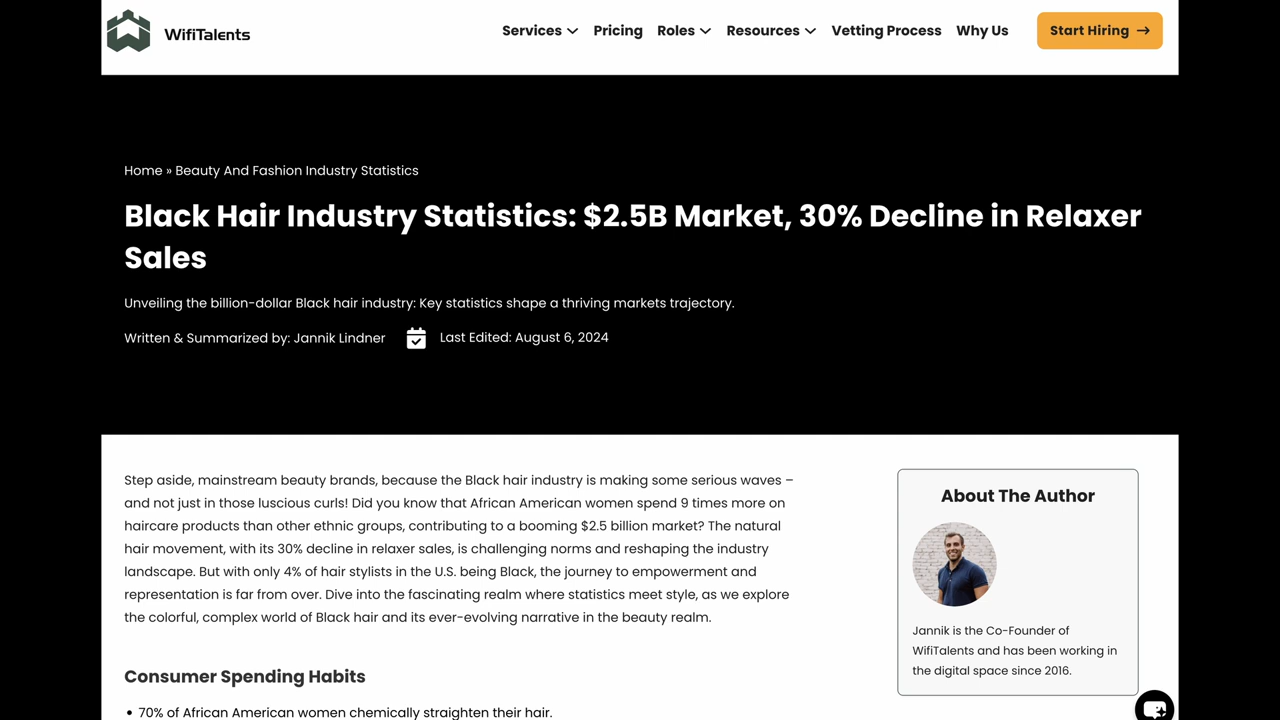 WifiTalents
Services
Pricing
Roles
Resources
Vetting Process
Why Us
Start Hiring →
Home » Beauty And Fashion Industry Statistics
Black Hair Industry Statistics: $2.5B Market, 30% Decline in Relaxer
Sales
Unveiling the billion-dollar Black hair industry: Key statistics shape a thriving markets trajectory.
Written & Summarized by: Jannik Lindner
Last Edited: August 6, 2024
Step aside, mainstream beauty brands, because the Black hair industry is making some serious waves –
and not just in those luscious curls! Did you know that African American women spend 9 times more on
haircare products than other ethnic groups, contributing to a booming $2.5 billion market? The natural
hair movement, with its 30% decline in relaxer sales, is challenging norms and reshaping the industry
landscape. But with only 4% of hair stylists in the U.S. being Black, the journey to empowerment and
representation is far from over. Dive into the fascinating realm where statistics meet style, as we explore
the colorful, complex world of Black hair and its ever-evolving narrative in the beauty realm.
Consumer Spending Habits
• 70% of African American women chemically straighten their hair.
About The Author
Jannik is the Co-Founder of
WifiTalents and has been working in
the digital space since 2016.